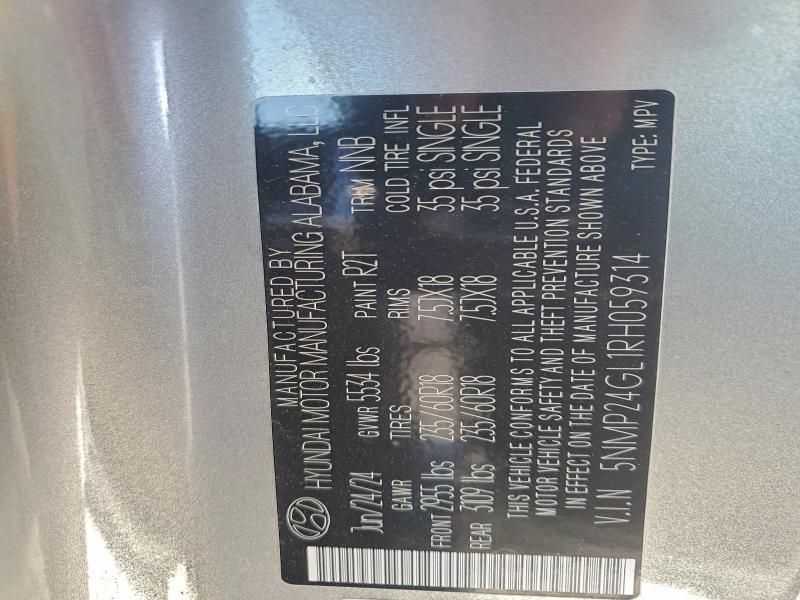 MANUFACTURED BY
HYUNDAI MOTOR MANUFACTURING ALABAMA, LLC
Jun/24/24 GVWR 5534 lbs PAINT R2T TRIM NNB
GAWR TIRES RIMS COLD TIRE INFL
FRONT 2955 lbs 235/60R18 7.5JX18 35 psi SINGLE
REAR 3109 lbs 235/60R18 7.5JX18 35 psi SINGLE
THIS VEHICLE CONFORMS TO ALL APPLICABLE U.S.A. FEDERAL
MOTOR VEHICLE SAFETY AND THEFT PREVENTION STANDARDS
IN EFFECT ON THE DATE OF MANUFACTURE SHOWN ABOVE
V.I.N 5NMP24GL1RH059314 TYPE: MPV